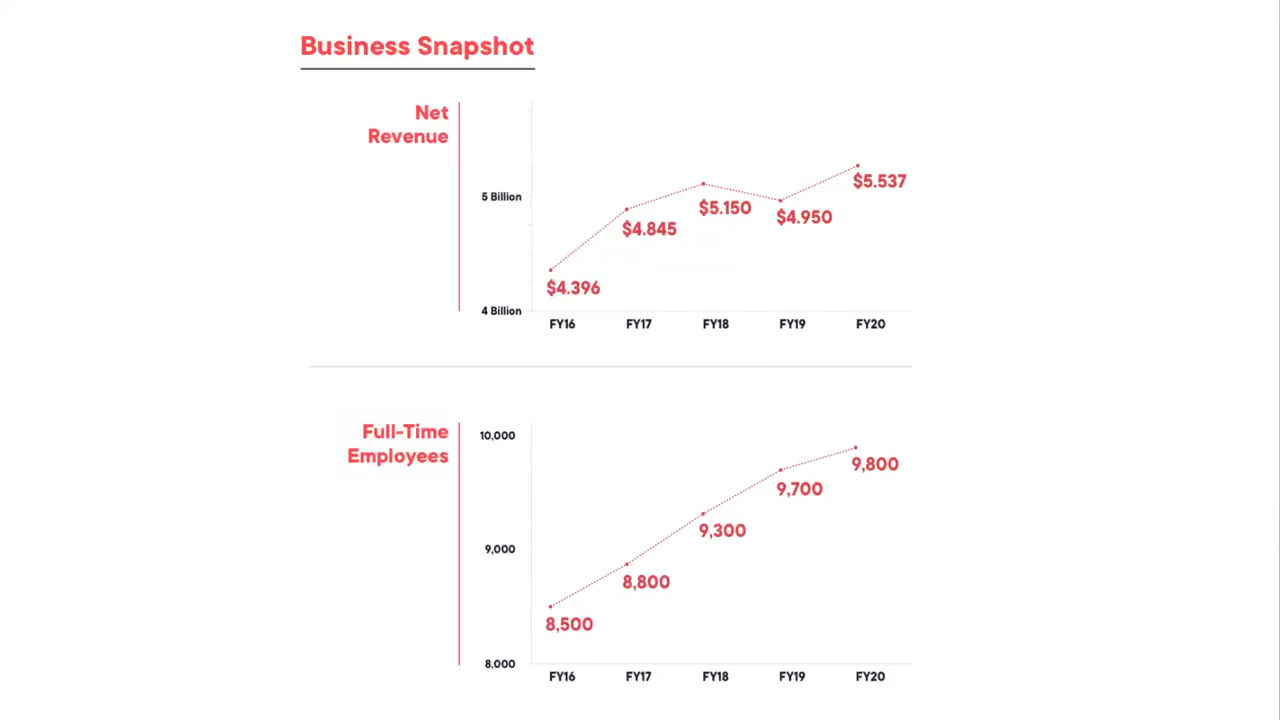 Business Snapshot
Net
Revenue
5 Billion
4 Billion
$4.396
$4.845
$5.150
$4.950
$5.537
FY16 FY17 FY18 FY19 FY20
Full-Time
Employees
10,000
9,000
8,000
8,500
8,800
9,300
9,700
9,800
FY16 FY17 FY18 FY19 FY20